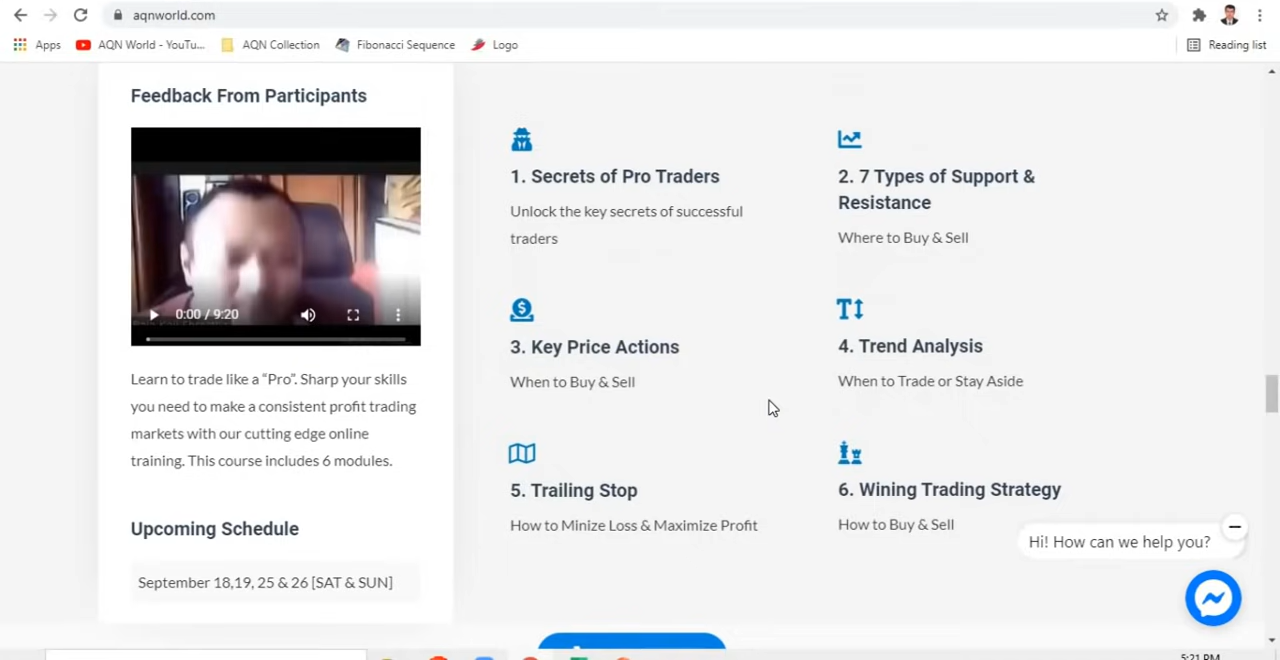 aqnworld.com
Apps
AQN World - YouTu...
AQN Collection
Fibonacci Sequence
Logo
Reading list
Feedback From Participants
0:00 / 9:20
Learn to trade like a “Pro”. Sharp your skills
you need to make a consistent profit trading
markets with our cutting edge online
training. This course includes 6 modules.
Upcoming Schedule
September 18,19, 25 & 26 [SAT & SUN]
1. Secrets of Pro Traders
Unlock the key secrets of successful
traders
2. 7 Types of Support &
Resistance
Where to Buy & Sell
3. Key Price Actions
When to Buy & Sell
4. Trend Analysis
When to Trade or Stay Aside
5. Trailing Stop
How to Minize Loss & Maximize Profit
6. Wining Trading Strategy
How to Buy & Sell
Hi! How can we help you?
5:21 PM